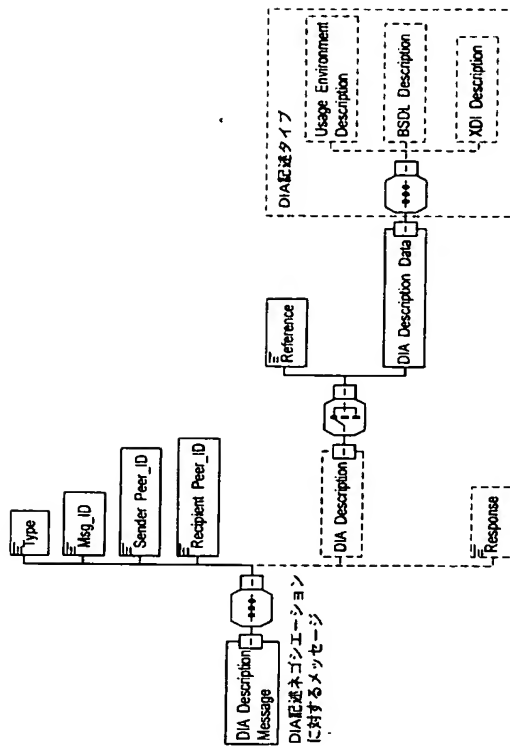 DIA Description
Message
DIA記述ネゴシエーション
に対するメッセージ
Type
Msg_ID
Sender Peer_ID
Recipient Peer_ID
DIA Description
Response
Reference
DIA Description Data
DIA記述タイプ
Usage Environment
Description
BSDL Description
XDI Description